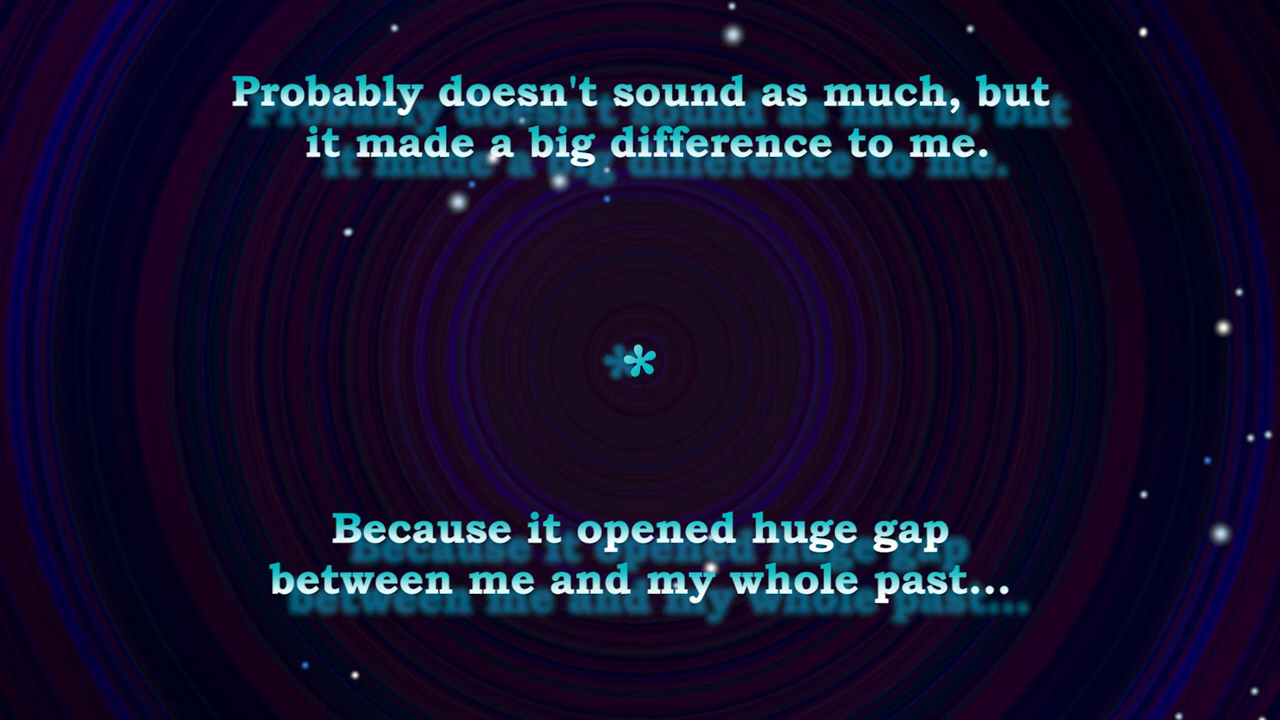 Probably doesn't sound as much, but
it made a big difference to me.
*
Because it opened huge gap
between me and my whole past...